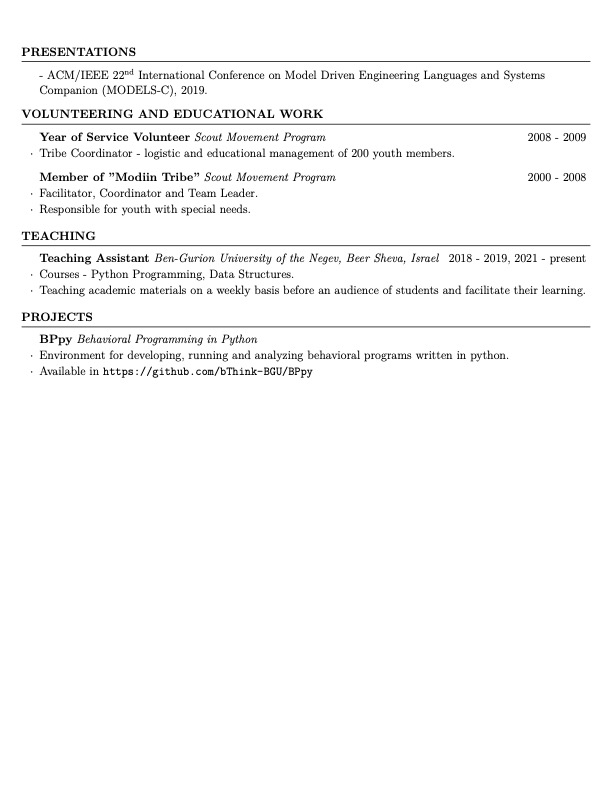 PRESENTATIONS
- ACM/IEEE 22nd International Conference on Model Driven Engineering Languages and Systems
Companion (MODELS-C), 2019.
VOLUNTEERING AND EDUCATIONAL WORK
Year of Service Volunteer Scout Movement Program 2008 - 2009
· Tribe Coordinator - logistic and educational management of 200 youth members.
Member of ”Modiin Tribe” Scout Movement Program 2000 - 2008
· Facilitator, Coordinator and Team Leader.
· Responsible for youth with special needs.
TEACHING
Teaching Assistant Ben-Gurion University of the Negev, Beer Sheva, Israel 2018 - 2019, 2021 - present
· Courses - Python Programming, Data Structures.
· Teaching academic materials on a weekly basis before an audience of students and facilitate their learning.
PROJECTS
BPpy Behavioral Programming in Python
· Environment for developing, running and analyzing behavioral programs written in python.
· Available in https://github.com/bThink-BGU/BPpy